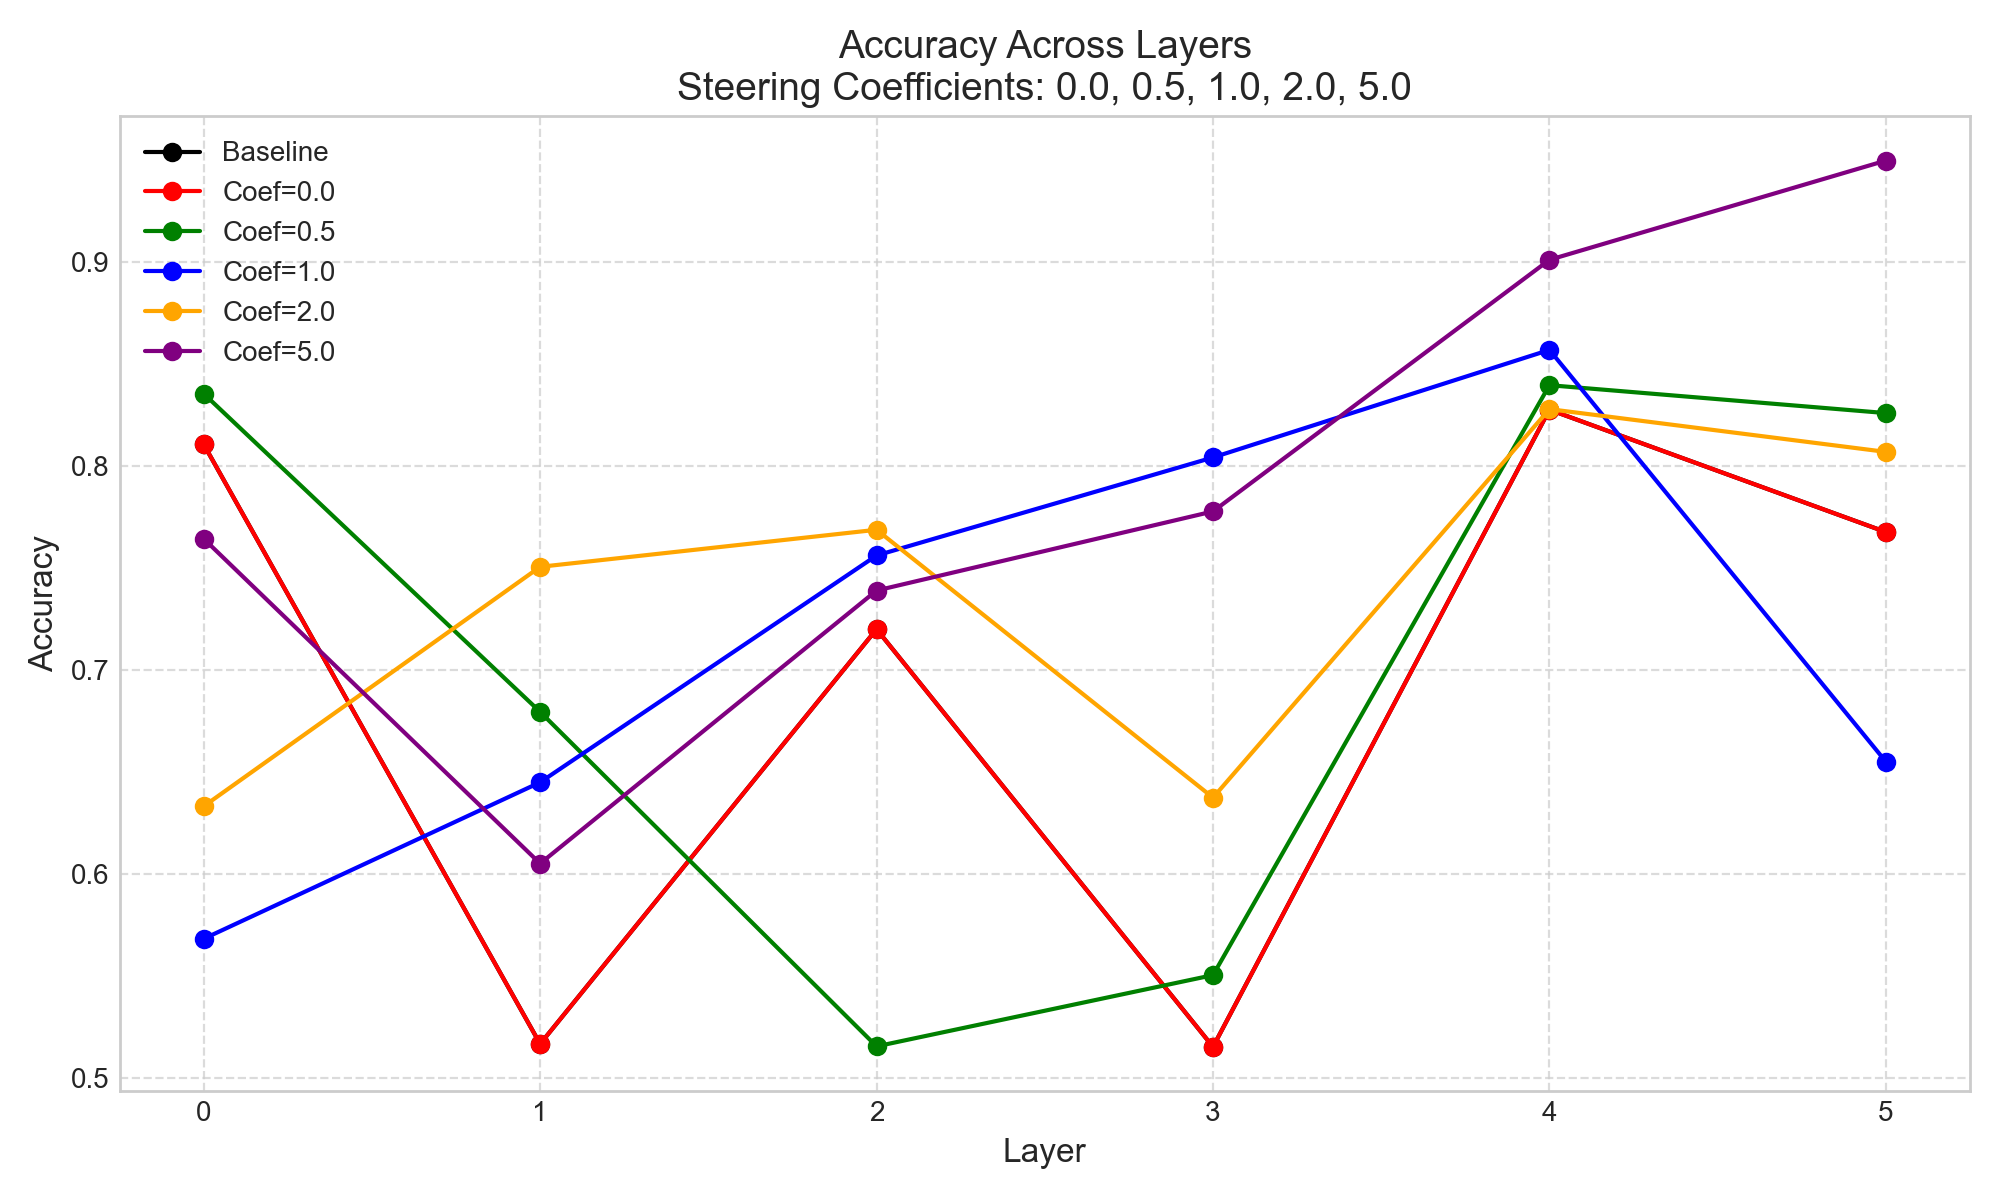 Accuracy Across Layers
Steering Coefficients: 0.0, 0.5, 1.0, 2.0, 5.0
Baseline
Coef=0.0
Coef=0.5
Coef=1.0
Coef=2.0
Coef=5.0
Accuracy
0.9
0.8
0.7
0.6
0.5
0 1 2 3 4 5
Layer